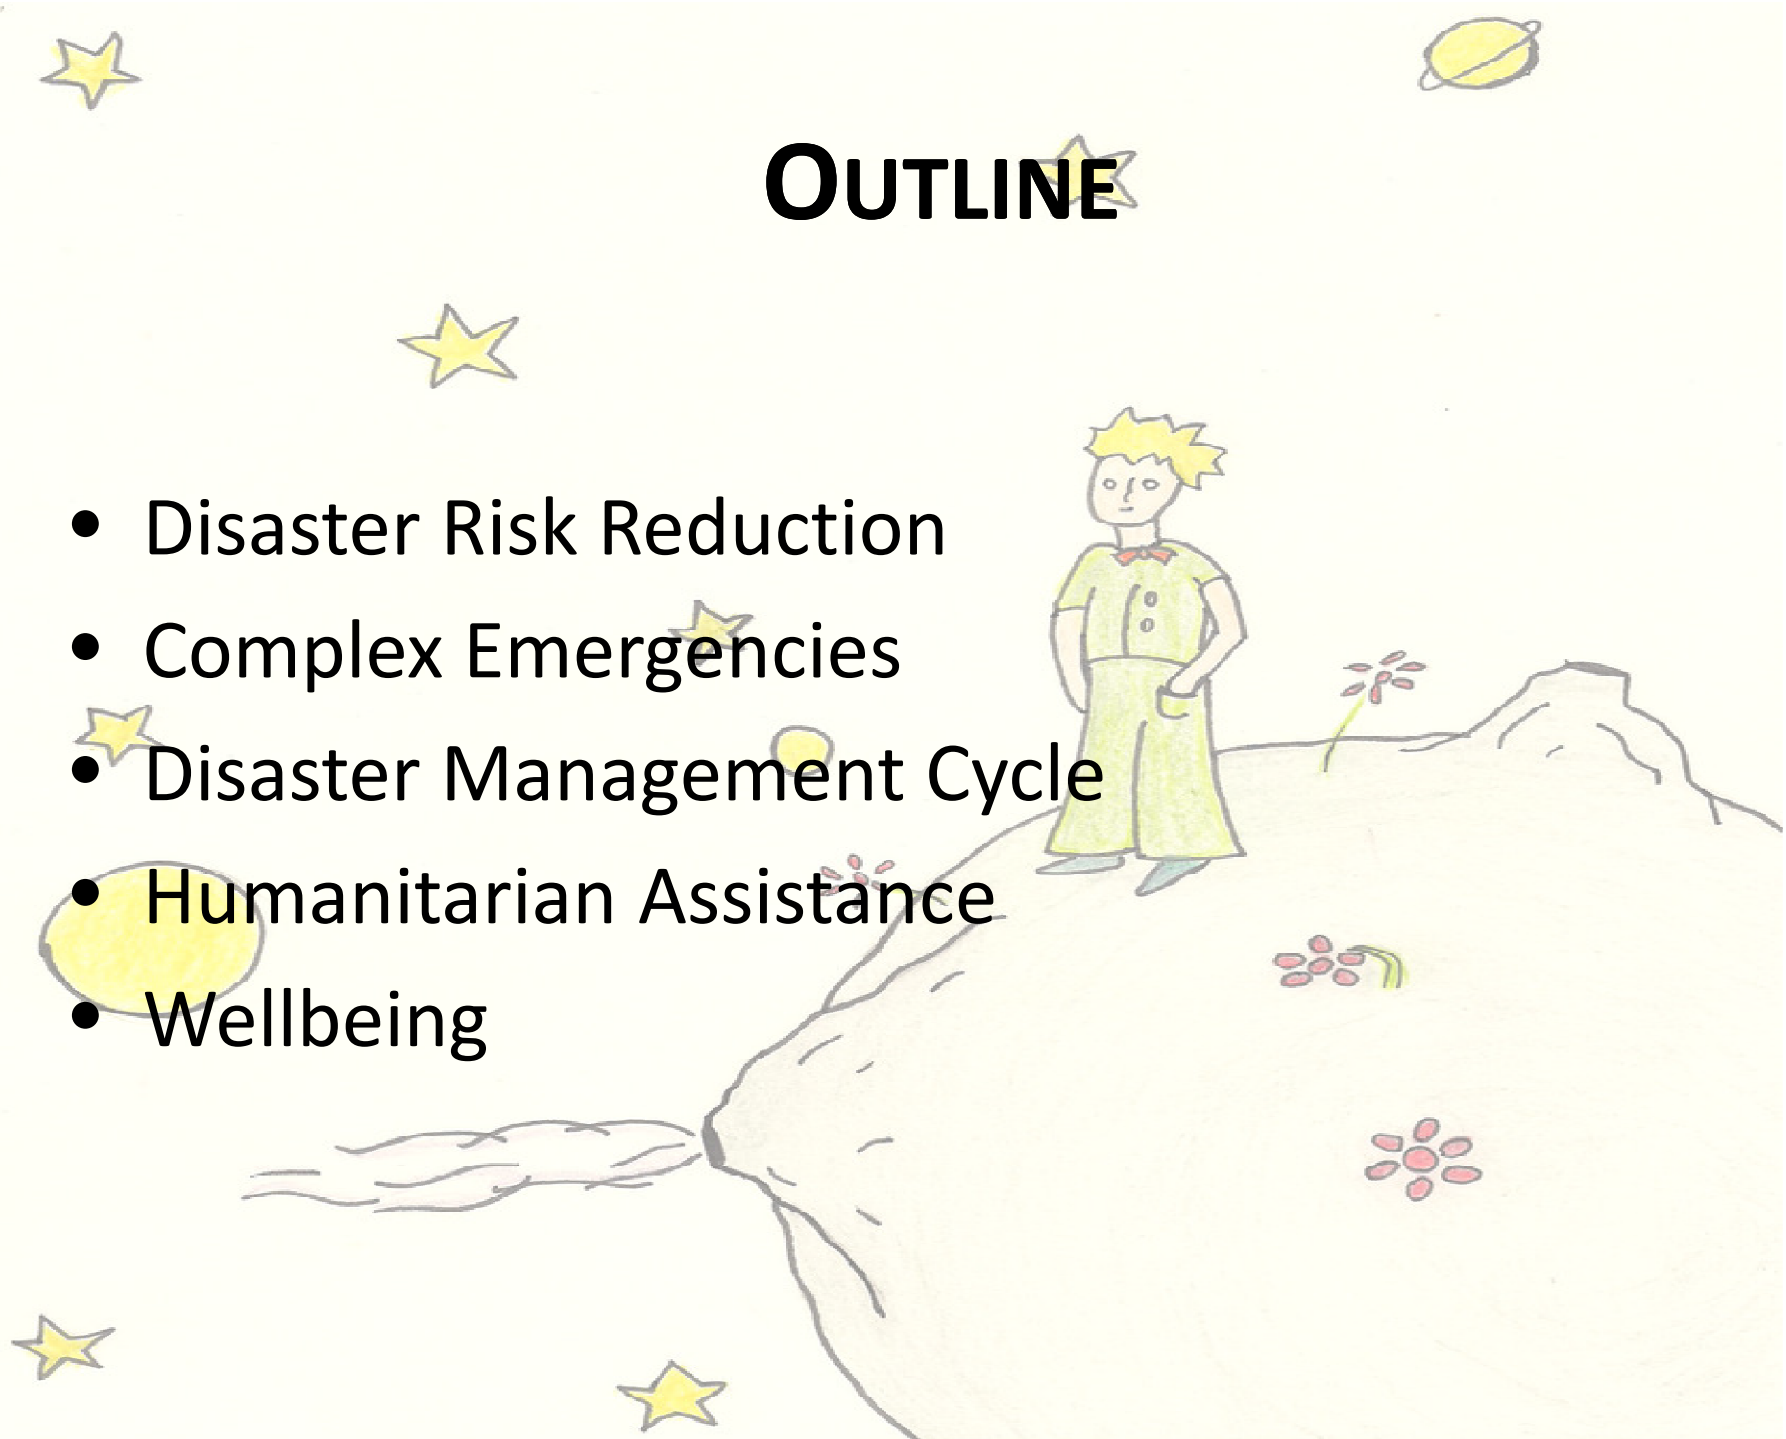 OUTLINE
• Disaster Risk Reduction
• Complex Emergencies
• Disaster Management Cycle
• Humanitarian Assistance
• Wellbeing